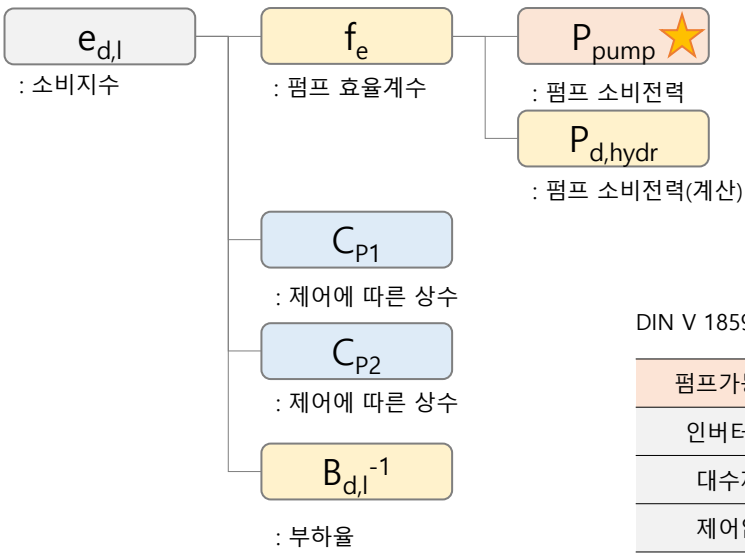 e_d,l
: 소비지수
f_e
: 펌프 효율계수
P_pump
: 펌프 소비전력
P_d,hydr
: 펌프 소비전력(계산)
C_P1
: 제어에 따른 상수
C_P2
: 제어에 따른 상수
B_d,l^-1
: 부하율
DIN V 1859
펌프가
인버터
대수
제어